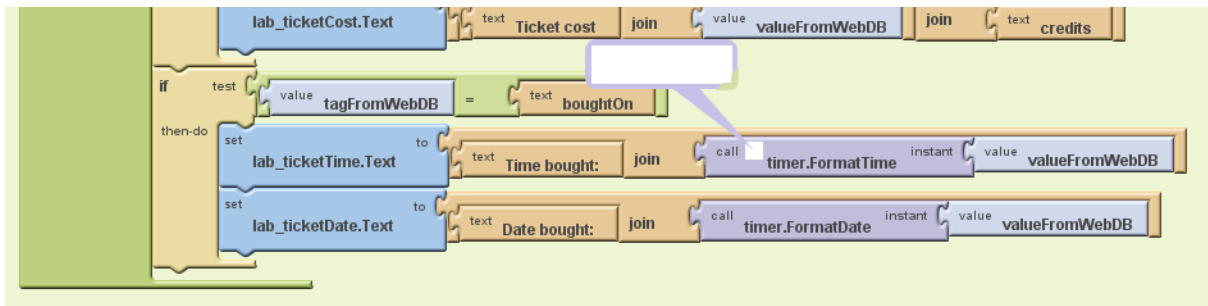 lab_ticketCost.Text text Ticket cost join value valueFromWebDB join text credits
if test value tagFromWebDB = text boughtOn
then-do
set lab_ticketTime.Text to text Time bought: join call timer.FormatTime instant value valueFromWebDB
set lab_ticketDate.Text to text Date bought: join call timer.FormatDate instant value valueFromWebDB